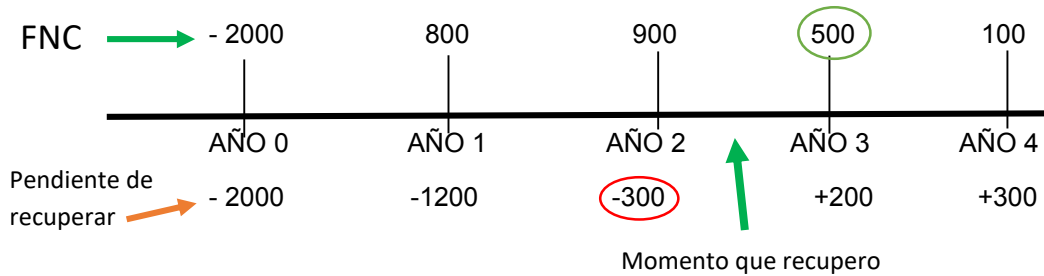 FNC - 2000 800 900 500 100
AÑO 0 AÑO 1 AÑO 2 AÑO 3 AÑO 4
Pendiente de
recuperar - 2000 -1200 -300 +200 +300
Momento que recupero